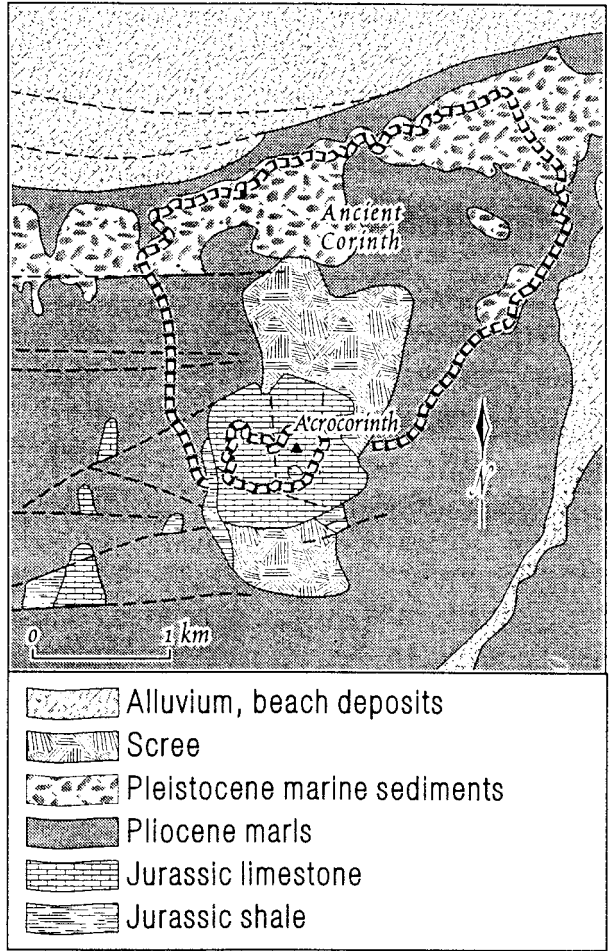 Ancient
Corinth
Acrocorinth
N
0 1 km
Alluvium, beach deposits
Scree
Pleistocene marine sediments
Pliocene marls
Jurassic limestone
Jurassic shale